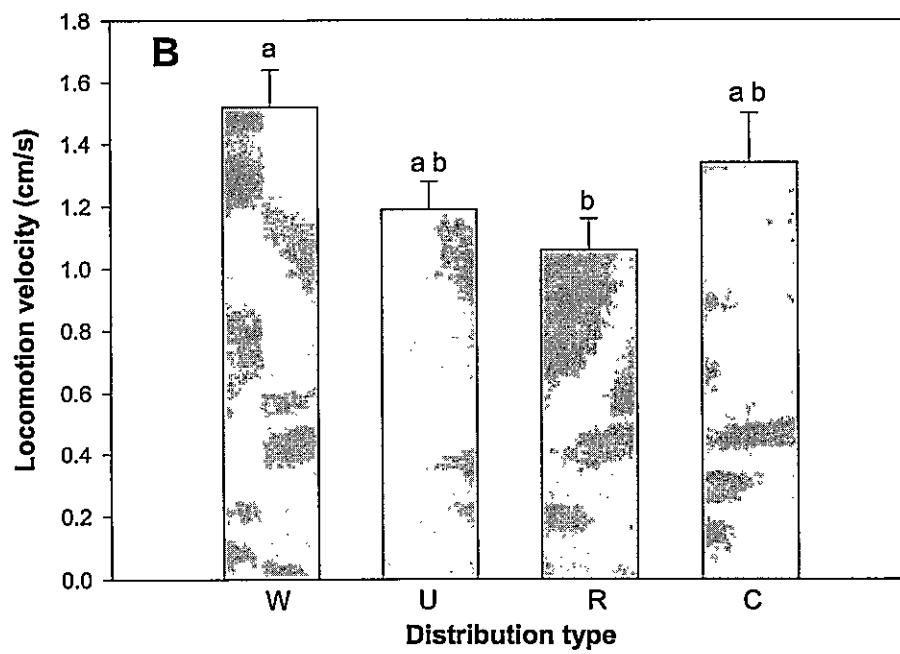 B
a
a b
b
a b
Locomotion velocity (cm/s)
1.8
1.6
1.4
1.2
1.0
0.8
0.6
0.4
0.2
0.0
W U R C
Distribution type